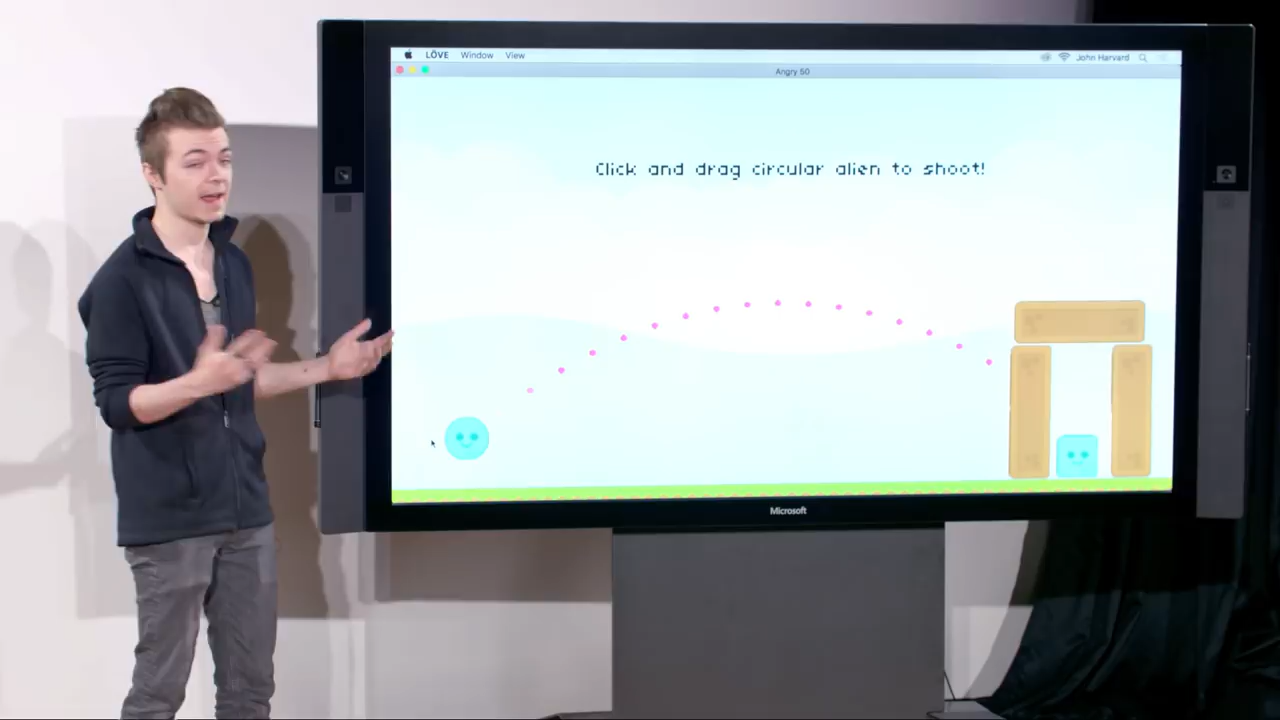 LÖVE Window View
John Harvard
Angry 50
Click and drag circular alien to shoot!
Microsoft